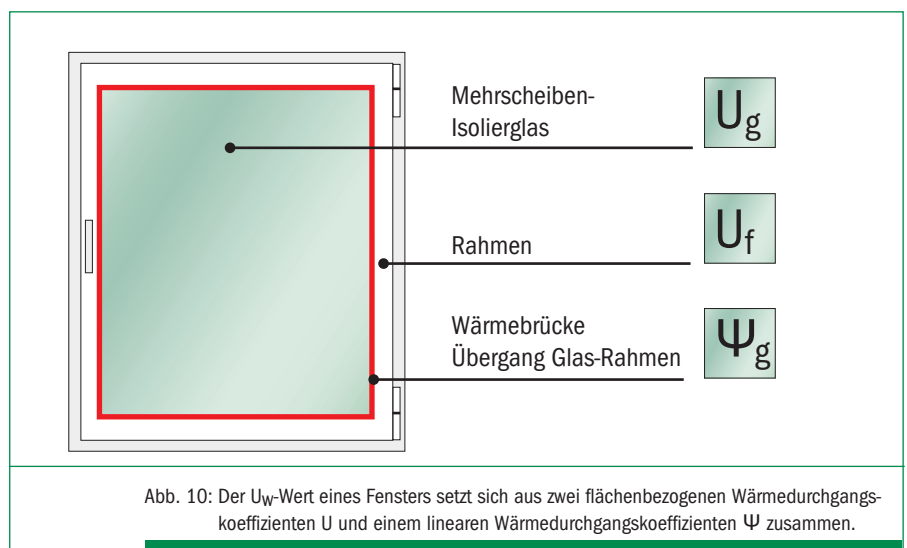 Mehrscheiben-
Isolierglas
Ug
Rahmen
Uf
Wärmebrücke
Übergang Glas-Rahmen
Ψg
Abb. 10: Der UW-Wert eines Fensters setzt sich aus zwei flächenbezogenen Wärmedurchgangs-
koeffizienten U und einem linearen Wärmedurchgangskoeffizienten Ψ zusammen.